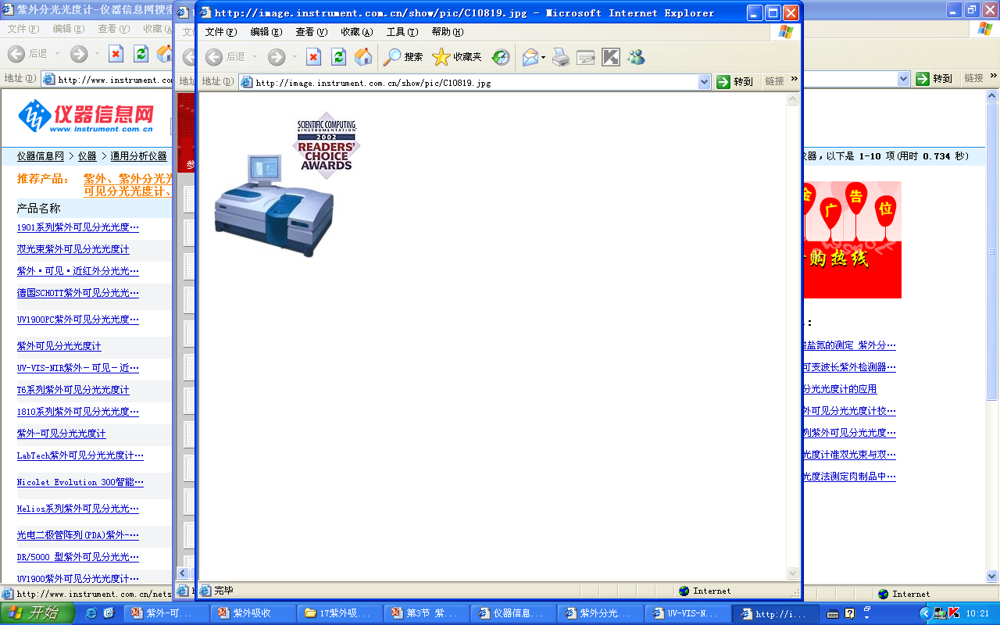 紫外分光光度计-仪器信息网搜索
文件(F) 编辑(E) 查看(V) 收藏(A
后退
地址(D) http://www.instrument.co
仪器信息网
www.instrument.com.cn
仪器信息网 > 仪器 > 通用分析仪器
推荐产品： 紫外、紫外分光光
可见分光光度计、
产品名称
1901系列紫外可见分光光度…
双光束紫外可见分光光度计
紫外·可见·近红外分光光…
德国SCHOTT紫外可见分光光…
UV1900PC紫外可见分光光度…
紫外可见分光光度计
UV-VIS-NIR紫外－可见－近…
T6系列紫外可见分光光度计
1810系列紫外可见分光光度…
紫外-可见分光光度计
LabTech紫外可见分光光度计…
Nicolet Evolution 300智能…
Helios系列紫外可见分光光…
光电二极管阵列(PDA)紫外-…
DR/5000 型紫外可见分光光…
UV1900紫外可见分光光度计…
http://www.instrument.com.cn/nets
地址
参
http://image.instrument.com.cn/show/pic/C10819.jpg - Microsoft Internet Explorer
文件(F) 编辑(E) 查看(V) 收藏(A) 工具(T) 帮助(H)
后退 搜索 收藏夹
地址(D) http://image.instrument.com.cn/show/pic/C10819.jpg 转到 链接 »
SCIENTIFIC COMPUTING
& INSTRUMENTATION
2002
READERS'
CHOICE
AWARDS
完毕 Internet
转到 链接 »
仪器，以下是 1-10 项(用时 0.734 秒)
金 广 告 位
购热线
：
酸盐氮的测定 紫外分…
可变波长紫外检测器…
分光光度计的应用
外可见分光光度计校…
列紫外可见分光光度…
光度计谁双光束与双…
光度法测定肉制品中…
Internet
开始 紫外-可... 紫外吸收 17紫外吸... 第3节 紫... 仪器信息... 紫外分光... UV-VIS-N... http://i... 10:21